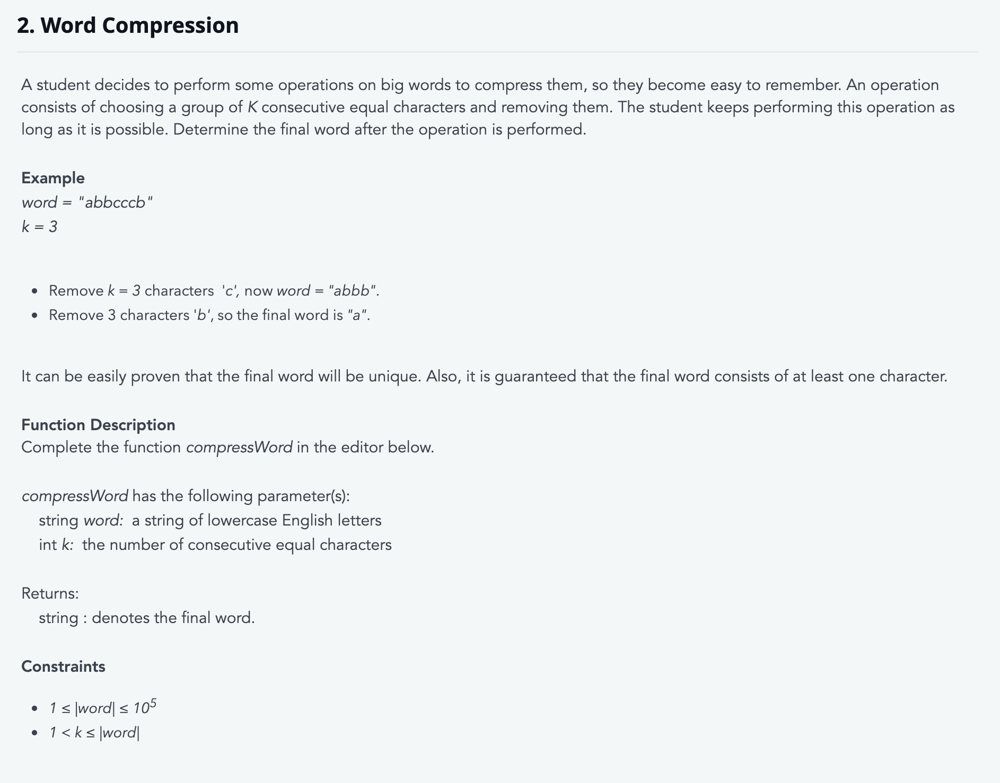 2. Word Compression
A student decides to perform some operations on big words to compress them, so they become easy to remember. An operation
consists of choosing a group of K consecutive equal characters and removing them. The student keeps performing this operation as
long as it is possible. Determine the final word after the operation is performed.
Example
word = "abbcccb"
k = 3
• Remove k = 3 characters 'c', now word = "abbb".
• Remove 3 characters 'b', so the final word is "a".
It can be easily proven that the final word will be unique. Also, it is guaranteed that the final word consists of at least one character.
Function Description
Complete the function compressWord in the editor below.
compressWord has the following parameter(s):
string word: a string of lowercase English letters
int k: the number of consecutive equal characters
Returns:
string : denotes the final word.
Constraints
• 1 ≤ |word| ≤ 10⁵
• 1 < k ≤ |word|